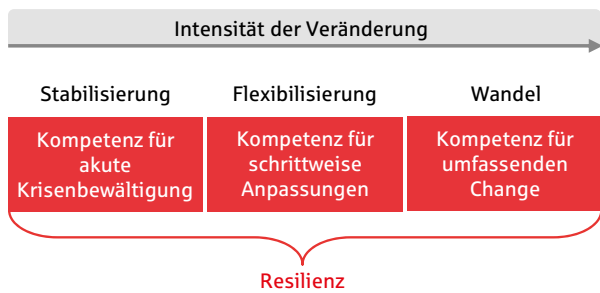 Intensität der Veränderung
Stabilisierung
Flexibilisierung
Wandel
Kompetenz für
akute
Krisenbewältigung
Kompetenz für
schrittweise
Anpassungen
Kompetenz für
umfassenden
Change
Resilienz